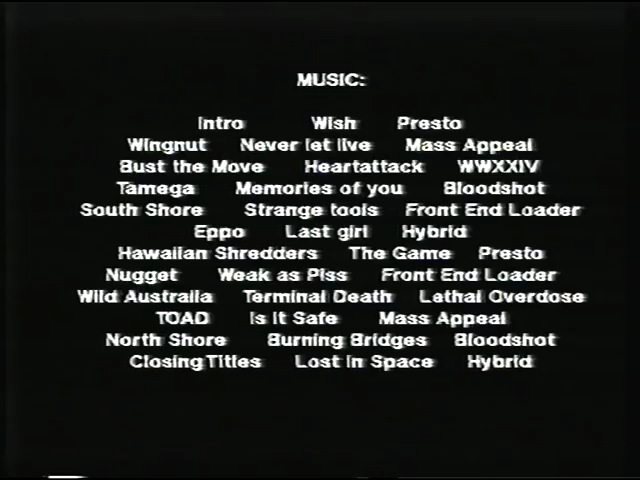 MUSIC:
Intro Wish Presto
Wingnut Never let live Mass Appeal
Bust the Move Heartattack WWXXIV
Tamega Memories of you Bloodshot
South Shore Strange tools Front End Loader
Eppo Last girl Hybrid
Hawaiian Shredders The Game Presto
Nugget Weak as Piss Front End Loader
Wild Australia Terminal Death Lethal Overdose
TOAD Is It Safe Mass Appeal
North Shore Burning Bridges Bloodshot
Closing Titles Lost in Space Hybrid